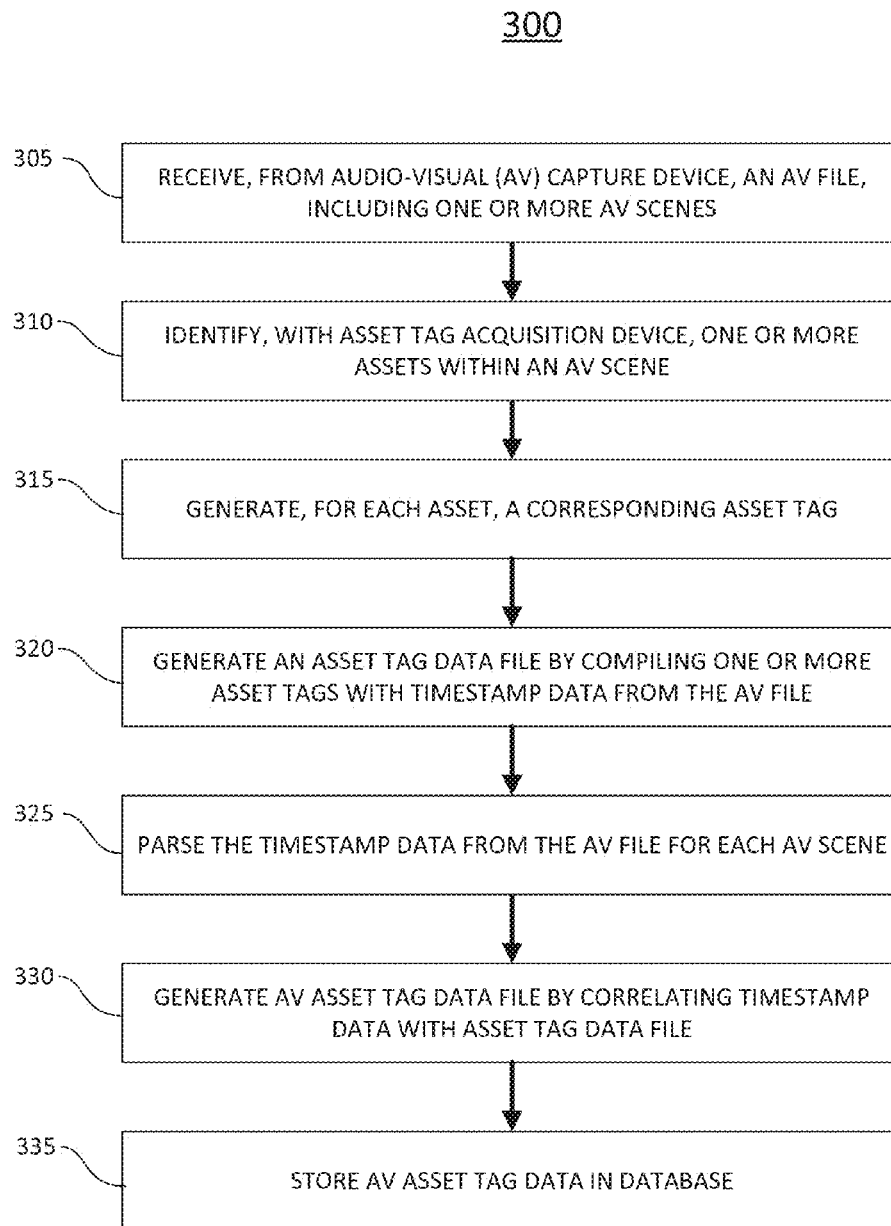 300
305
RECEIVE, FROM AUDIO-VISUAL (AV) CAPTURE DEVICE, AN AV FILE,
INCLUDING ONE OR MORE AV SCENES
310
IDENTIFY, WITH ASSET TAG ACQUISITION DEVICE, ONE OR MORE
ASSETS WITHIN AN AV SCENE
315
GENERATE, FOR EACH ASSET, A CORRESPONDING ASSET TAG
320
GENERATE AN ASSET TAG DATA FILE BY COMPILING ONE OR MORE
ASSET TAGS WITH TIMESTAMP DATA FROM THE AV FILE
325
PARSE THE TIMESTAMP DATA FROM THE AV FILE FOR EACH AV SCENE
330
GENERATE AV ASSET TAG DATA FILE BY CORRELATING TIMESTAMP
DATA WITH ASSET TAG DATA FILE
335
STORE AV ASSET TAG DATA IN DATABASE